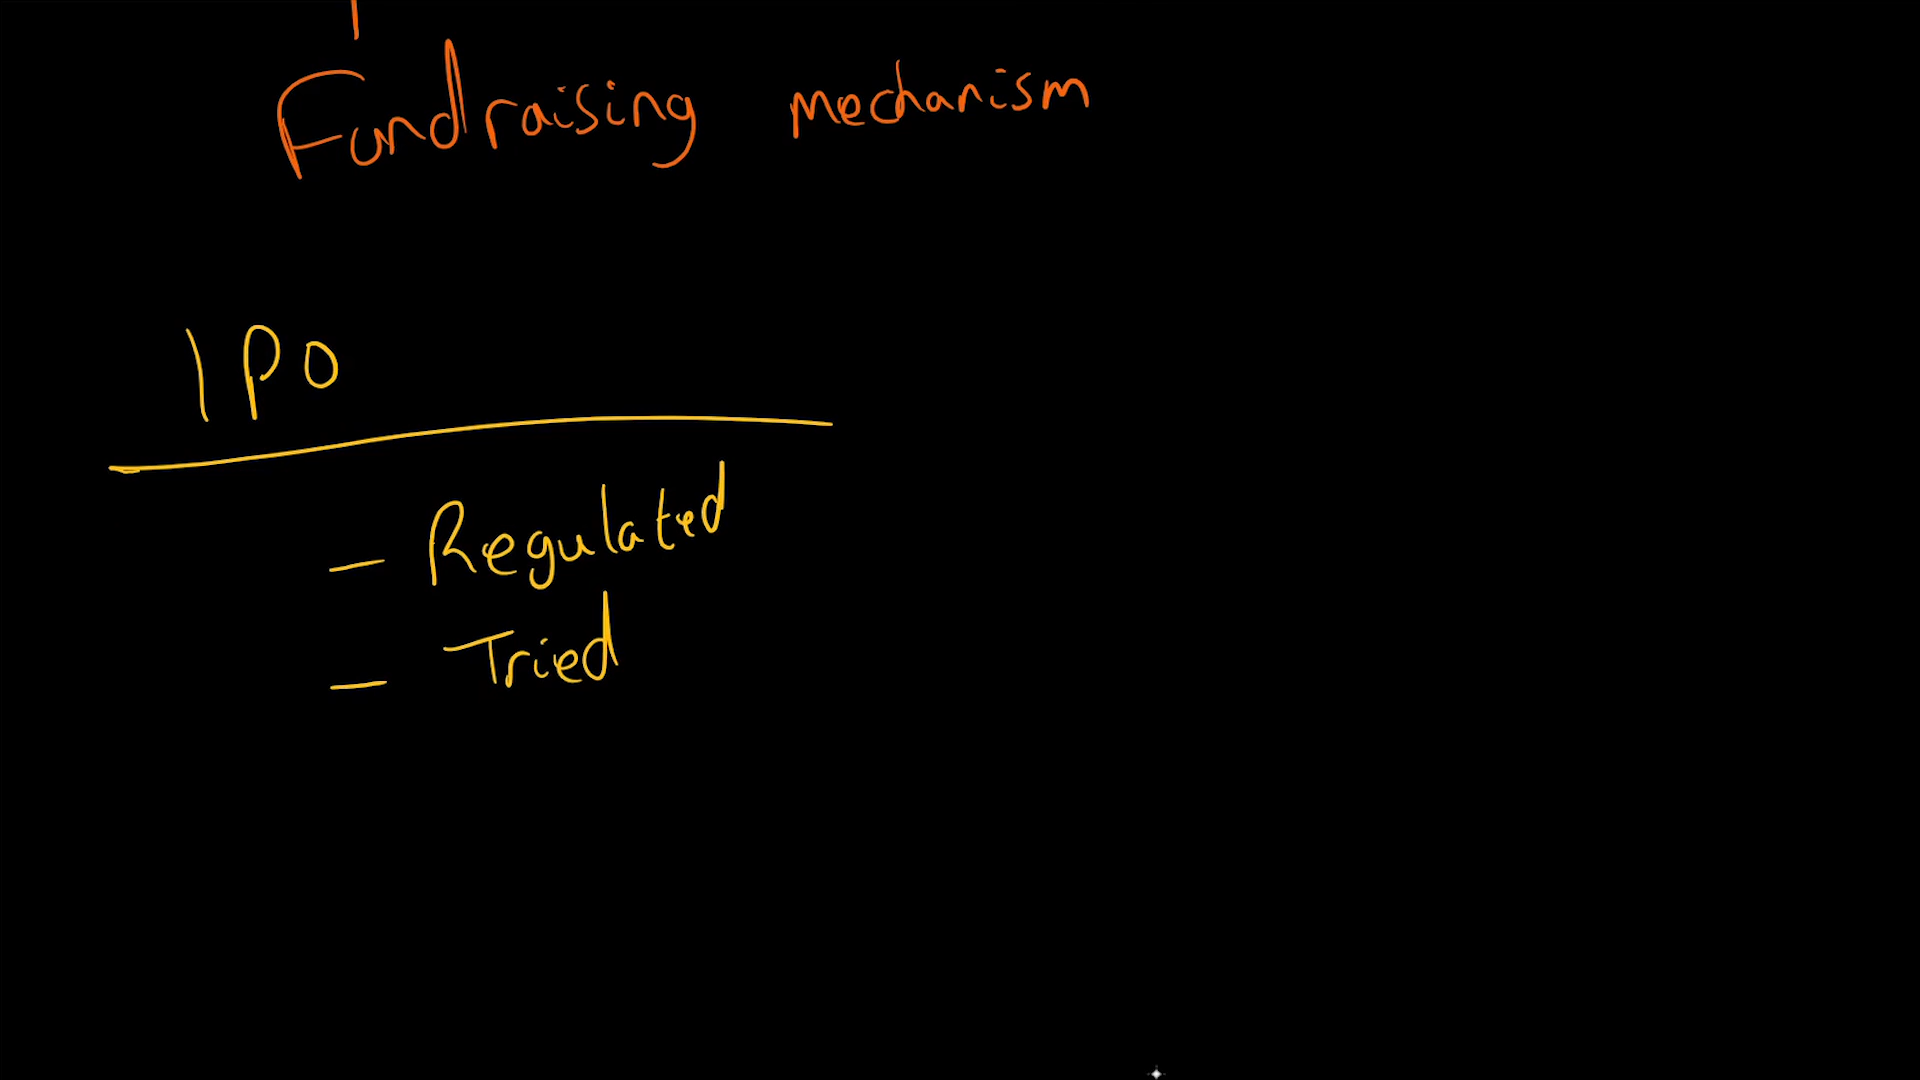 Fundraising mechanism
IPO
- Regulated
- Tried